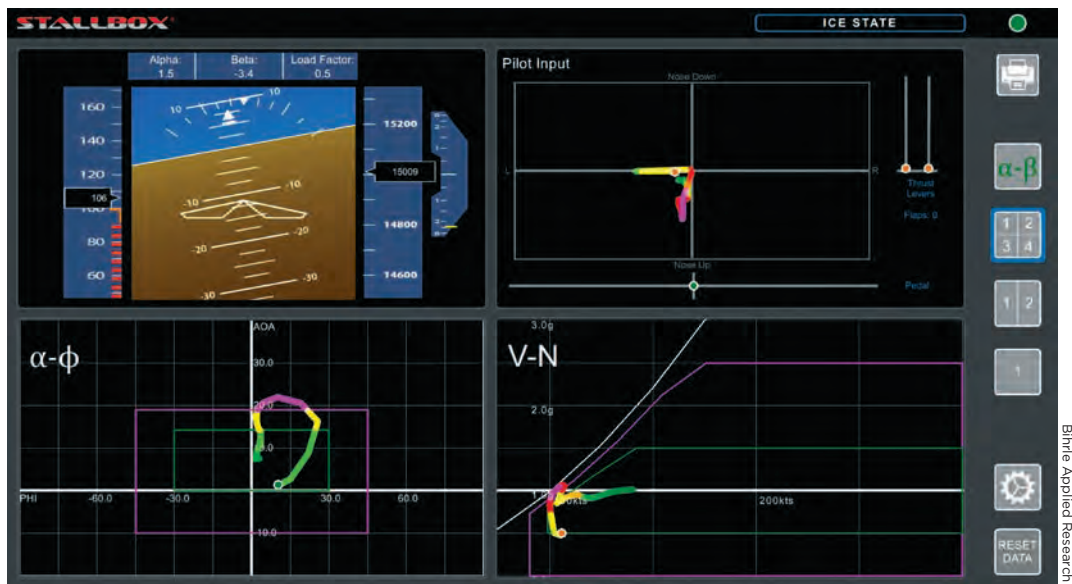 STALLBOX
ICE STATE
Alpha: 1.5
Beta: -3.4
Load Factor: 0.5
160
140
120
106
100
80
60
10
10
-10
-10
-20
-20
-30
-30
15200
15009
14800
14600
Pilot Input
Nose Down
L
R
Nose Up
Thrust Levers
Flaps: 0
Pedal
α-ϕ
AOA
30.0
20.0
10.0
PHI
-60.0
-30.0
30.0
60.0
-10.0
V-N
3.0g
2.0g
1.0g
200kts
α-β
1 2
3 4
1 2
1
RESET DATA
Bihrle Applied Research